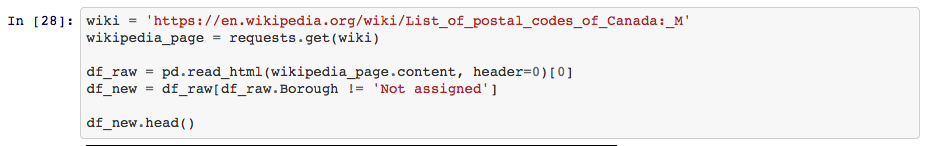 In [28]: wiki = 'https://en.wikipedia.org/wiki/List_of_postal_codes_of_Canada:_M'
wikipedia_page = requests.get(wiki)
df_raw = pd.read_html(wikipedia_page.content, header=0)[0]
df_new = df_raw[df_raw.Borough != 'Not assigned']
df_new.head()